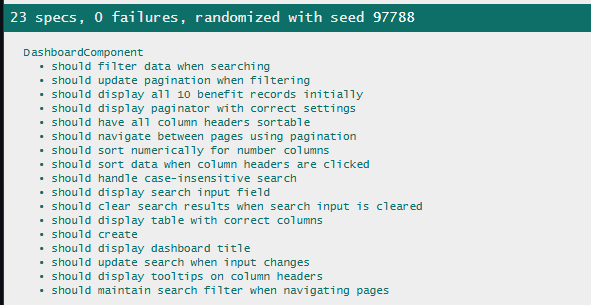 23 specs, 0 failures, randomized with seed 97788
DashboardComponent
• should filter data when searching
• should update pagination when filtering
• should display all 10 benefit records initially
• should display paginator with correct settings
• should have all column headers sortable
• should navigate between pages using pagination
• should sort numerically for number columns
• should sort data when column headers are clicked
• should handle case-insensitive search
• should display search input field
• should clear search results when search input is cleared
• should display table with correct columns
• should create
• should display dashboard title
• should update search when input changes
• should display tooltips on column headers
• should maintain search filter when navigating pages